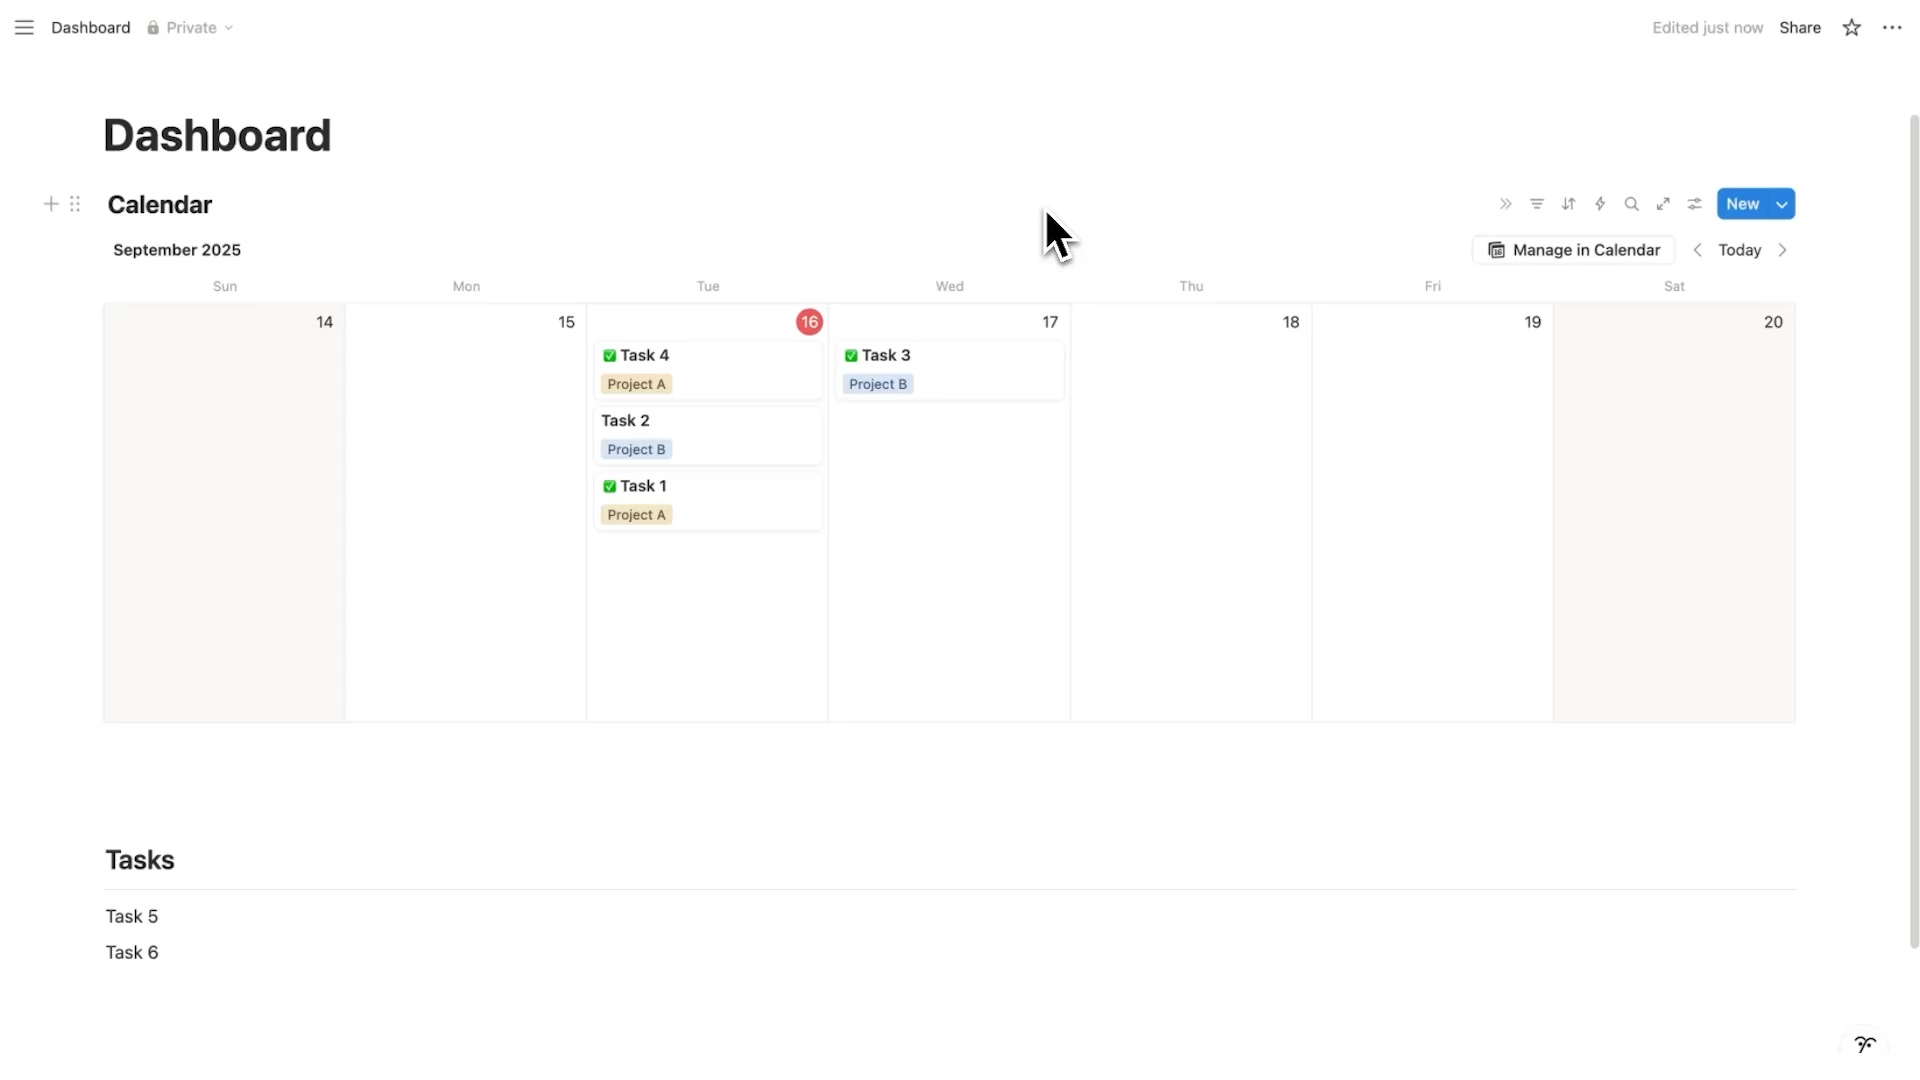 Dashboard Private Edited just now Share
Dashboard
Calendar New
September 2025 Manage in Calendar Today
Sun Mon Tue Wed Thu Fri Sat
14 15 16 17 18 19 20
Task 4 Task 3
Project A Project B
Task 2
Project B
Task 1
Project A
Tasks
Task 5
Task 6